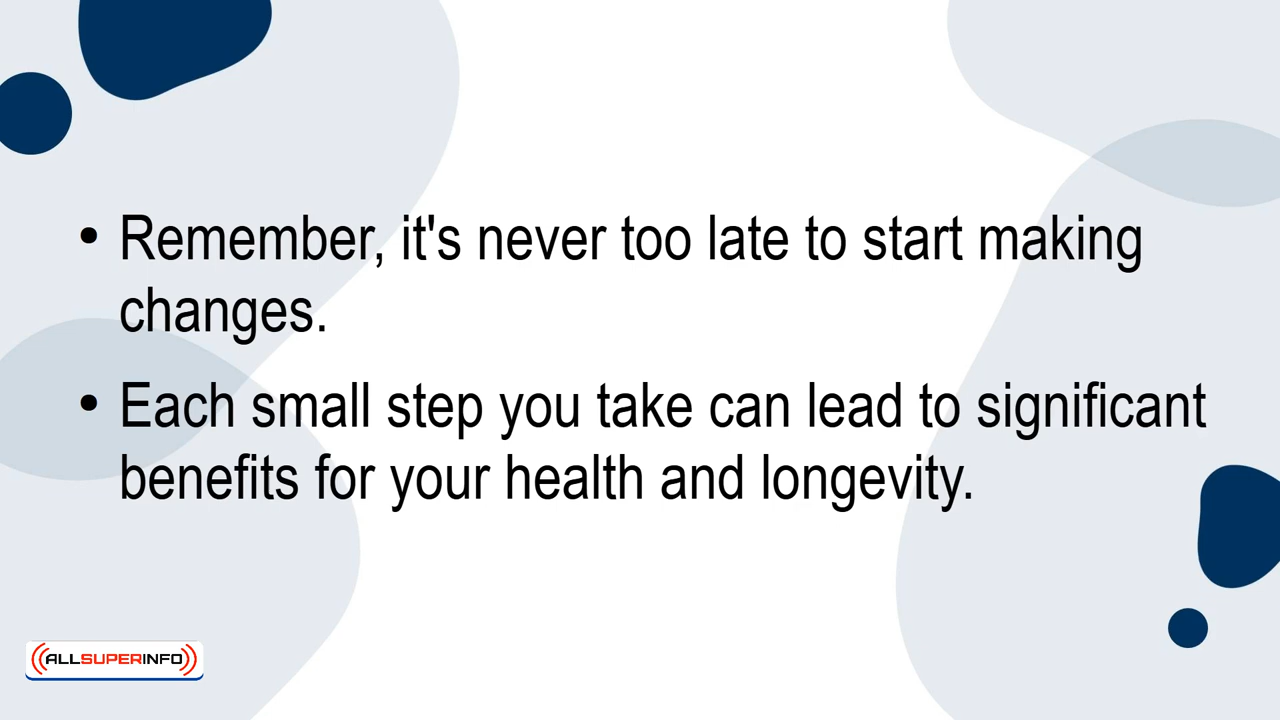 • Remember, it's never too late to start making
changes.
• Each small step you take can lead to significant
benefits for your health and longevity.
ALLSUPERINFO